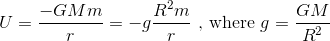 U = \frac{-GMm}{r} = -g\frac{R^2m}{r} , where g = \frac{GM}{R^2}